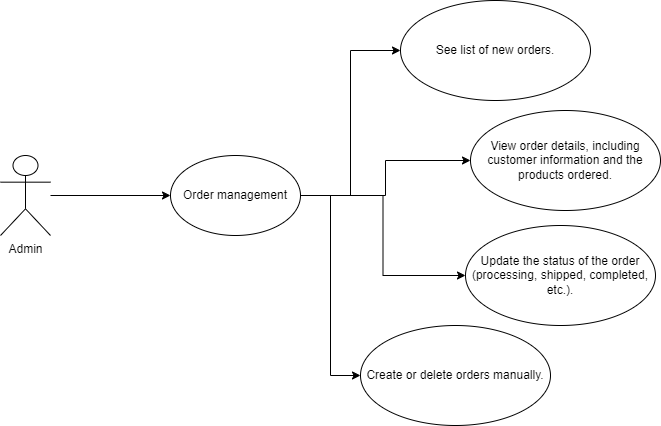 See list of new orders.
View order details, including
customer information and the
products ordered.
Order management
Admin
Update the status of the order
(processing, shipped, completed,
etc.).
Create or delete orders manually.